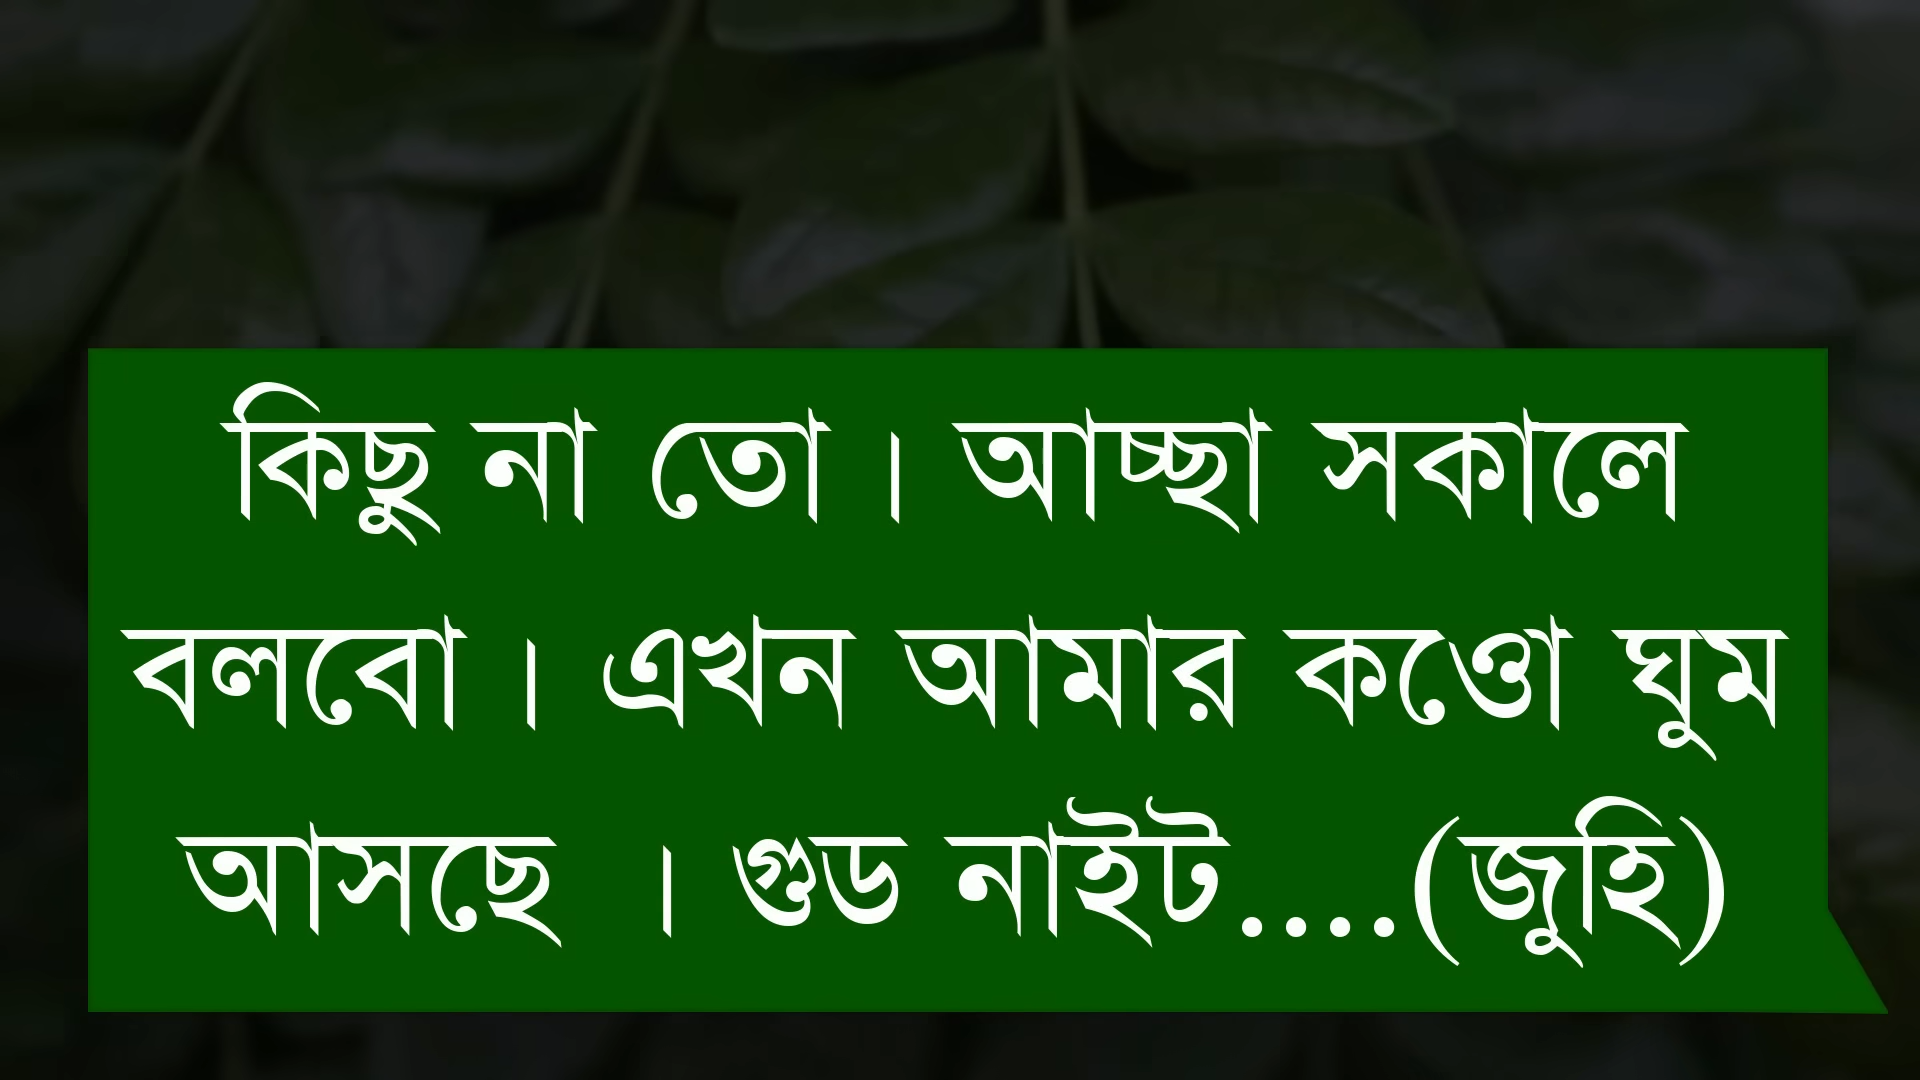 কিছু না তো । আচ্ছা সকালে
বলবো । এখন আমার কত্তো ঘুম
আসছে । গুড নাইট....(জুহি)